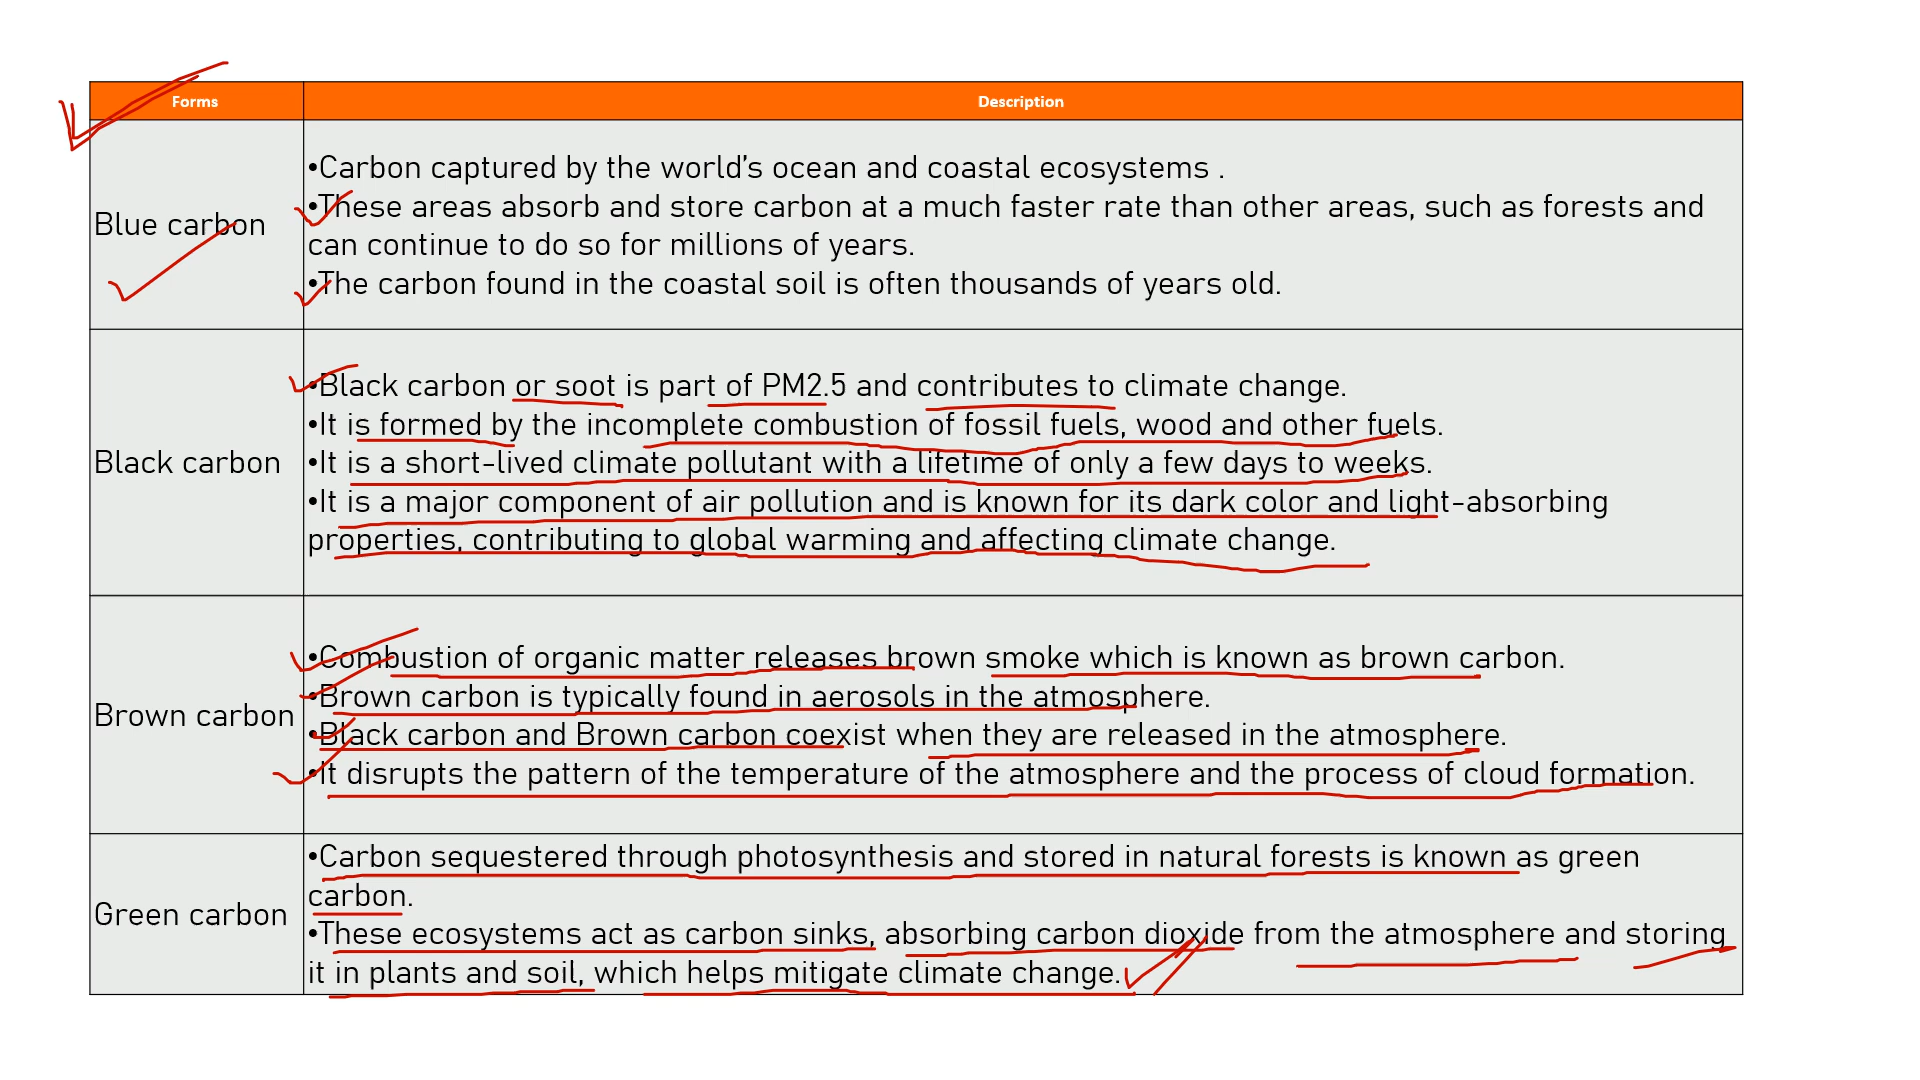 Forms
Description
Blue carbon
•Carbon captured by the world’s ocean and coastal ecosystems .
•These areas absorb and store carbon at a much faster rate than other areas, such as forests and
can continue to do so for millions of years.
•The carbon found in the coastal soil is often thousands of years old.
Black carbon
•Black carbon or soot is part of PM2.5 and contributes to climate change.
•It is formed by the incomplete combustion of fossil fuels, wood and other fuels.
•It is a short-lived climate pollutant with a lifetime of only a few days to weeks.
•It is a major component of air pollution and is known for its dark color and light-absorbing
properties, contributing to global warming and affecting climate change.
Brown carbon
•Combustion of organic matter releases brown smoke which is known as brown carbon.
•Brown carbon is typically found in aerosols in the atmosphere.
•Black carbon and Brown carbon coexist when they are released in the atmosphere.
•It disrupts the pattern of the temperature of the atmosphere and the process of cloud formation.
Green carbon
•Carbon sequestered through photosynthesis and stored in natural forests is known as green
carbon.
•These ecosystems act as carbon sinks, absorbing carbon dioxide from the atmosphere and storing
it in plants and soil, which helps mitigate climate change.